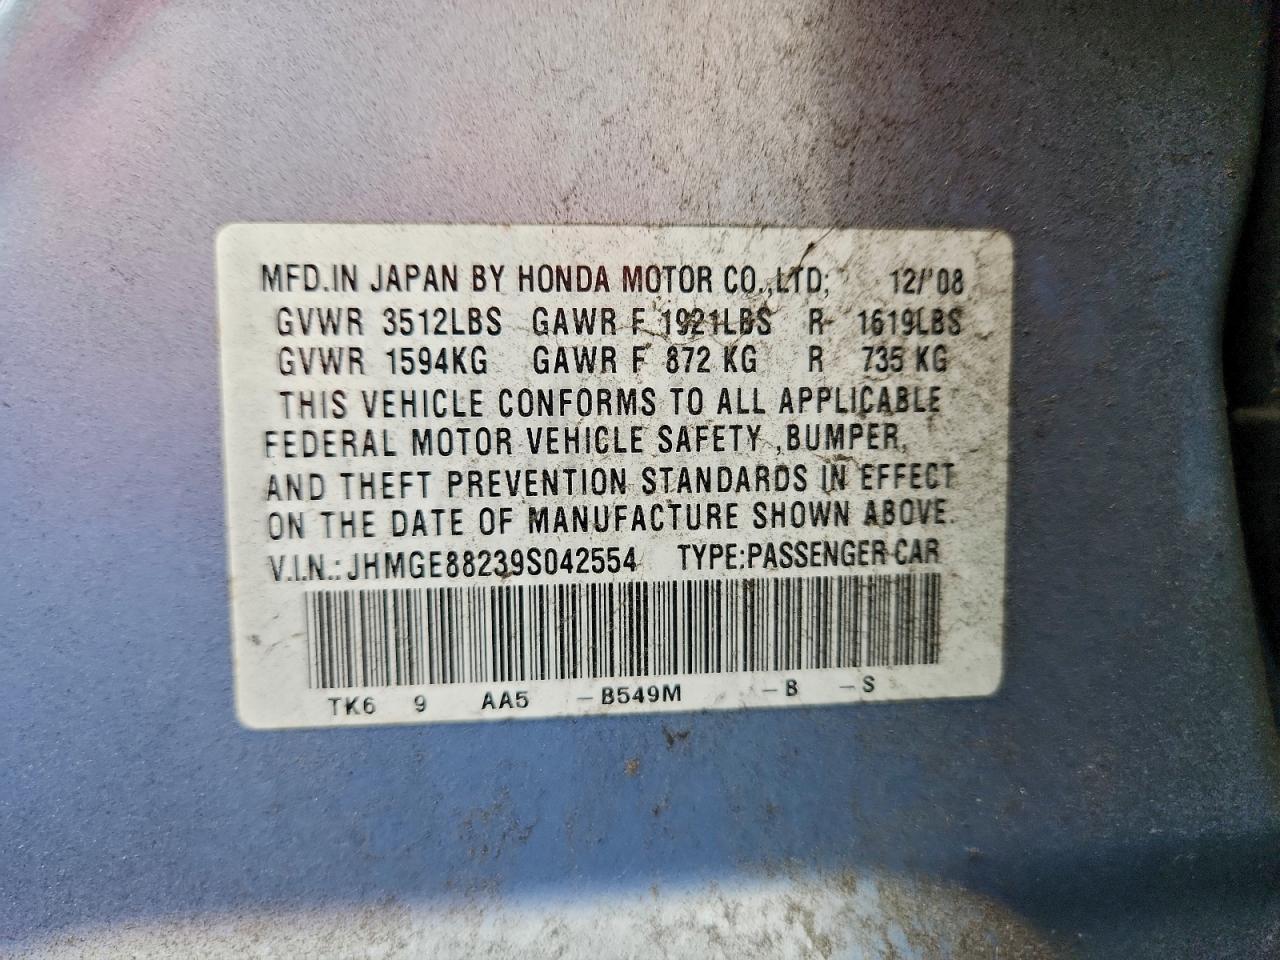 MFD.IN JAPAN BY HONDA MOTOR CO.,LTD; 12/'08
GVWR 3512LBS GAWR F 1921LBS R 1619LBS
GVWR 1594KG GAWR F 872 KG R 735 KG
THIS VEHICLE CONFORMS TO ALL APPLICABLE
FEDERAL MOTOR VEHICLE SAFETY ,BUMPER,
AND THEFT PREVENTION STANDARDS IN EFFECT
ON THE DATE OF MANUFACTURE SHOWN ABOVE.
V.I.N.:JHMGE88239S042554 TYPE:PASSENGER CAR
TK6 9 AA5 -B549M -B -S